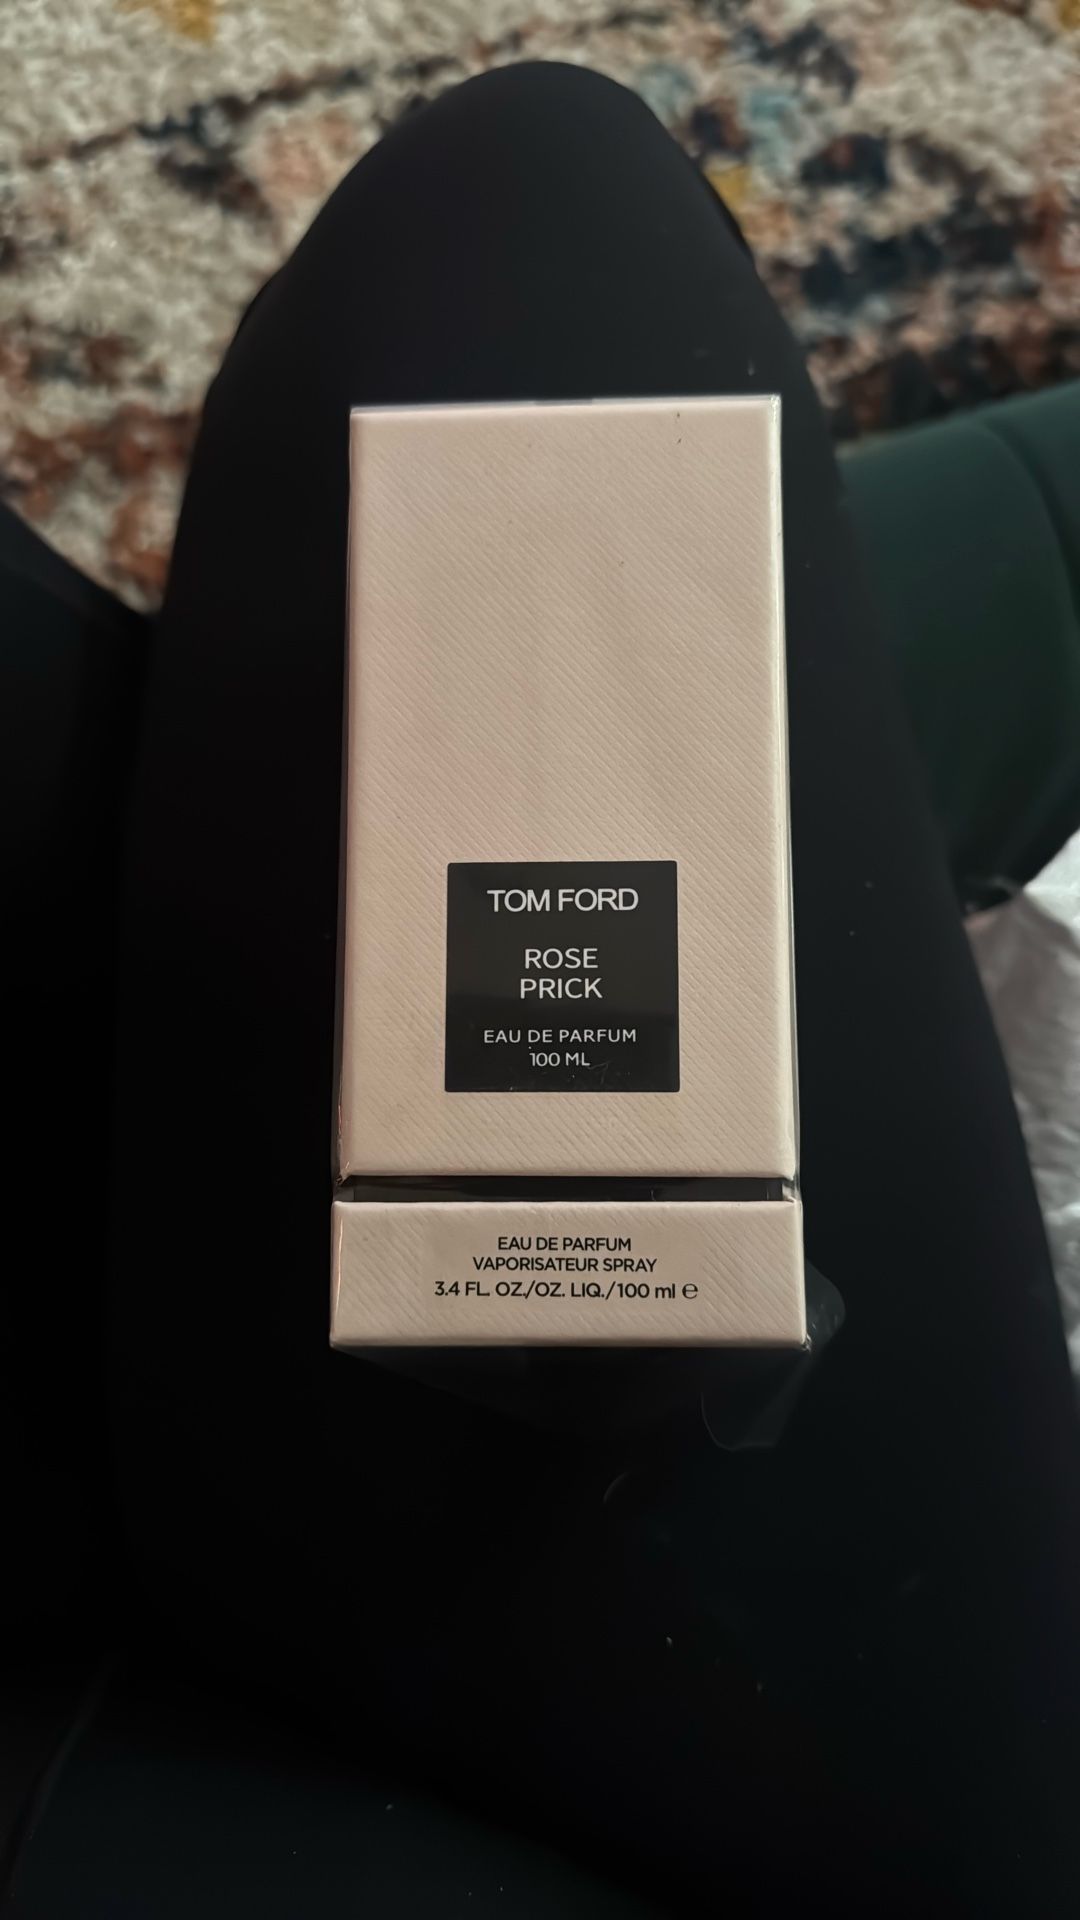 TOM FORD
ROSE
PRICK
EAU DE PARFUM
100 ML
EAU DE PARFUM
VAPORISATEUR SPRAY
3.4 FL. OZ./OZ. LIQ./100 ml ℮